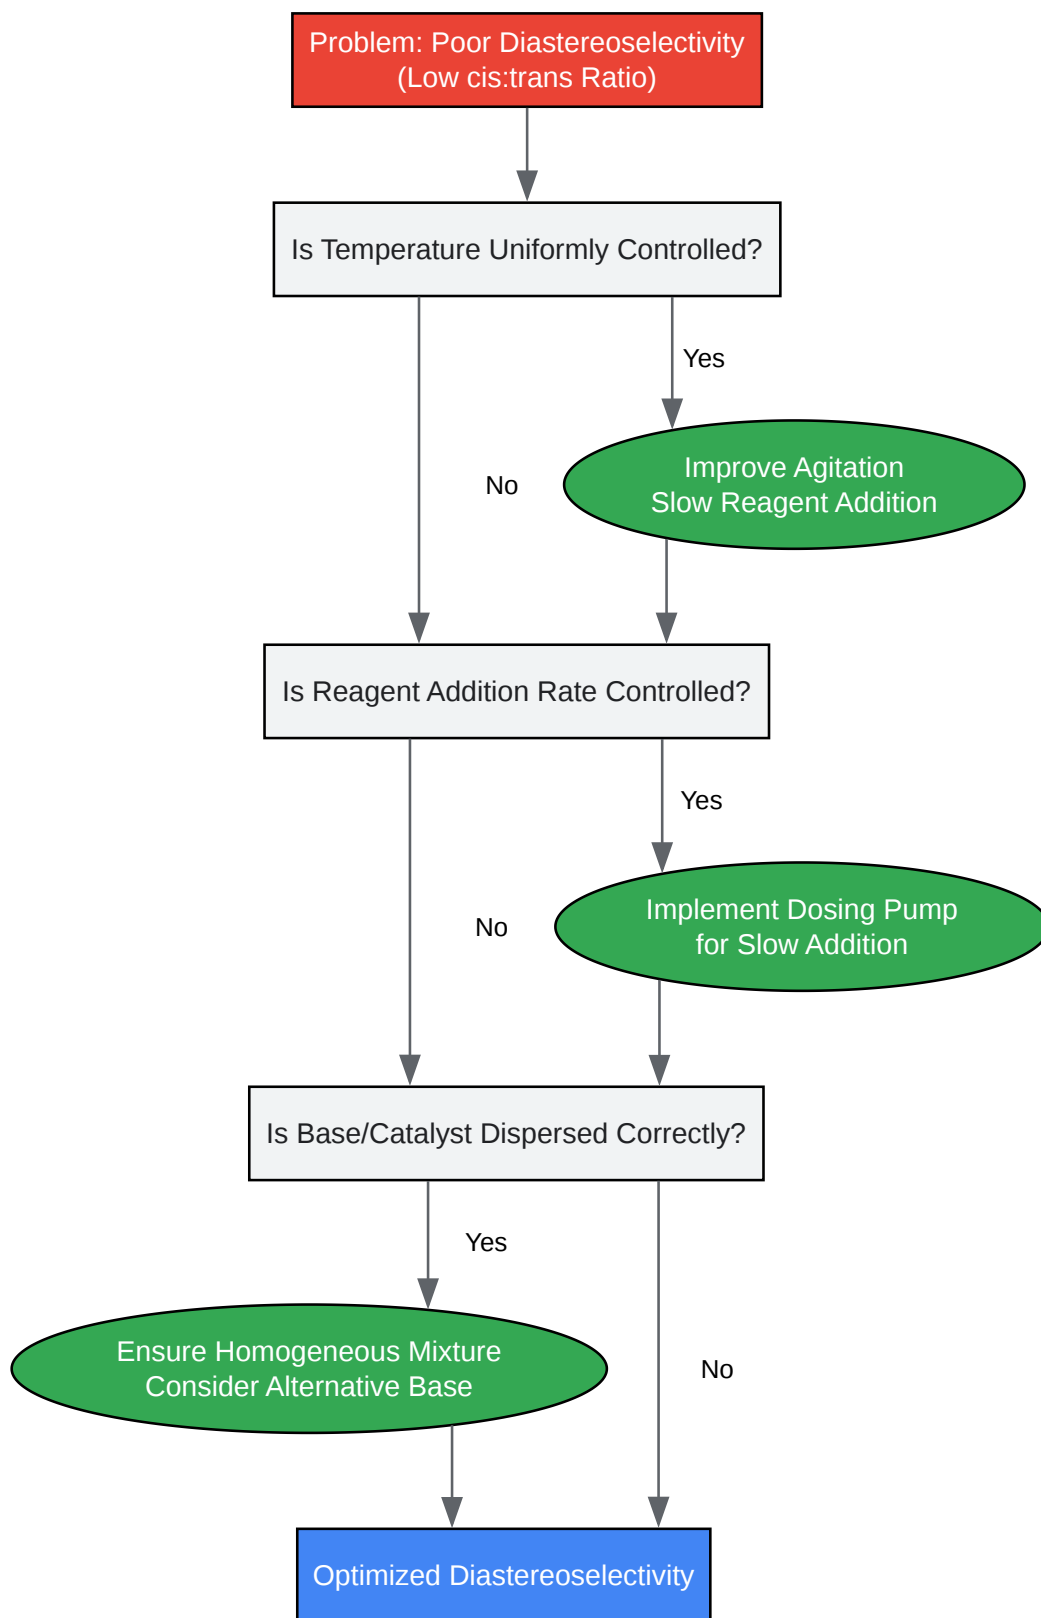 Problem: Poor Diastereoselectivity
(Low cis:trans Ratio)
Is Temperature Uniformly Controlled?
Yes
Improve Agitation
Slow Reagent Addition
No
Is Reagent Addition Rate Controlled?
Yes
Implement Dosing Pump
for Slow Addition
No
Is Base/Catalyst Dispersed Correctly?
Yes
Ensure Homogeneous Mixture
Consider Alternative Base
No
Optimized Diastereoselectivity